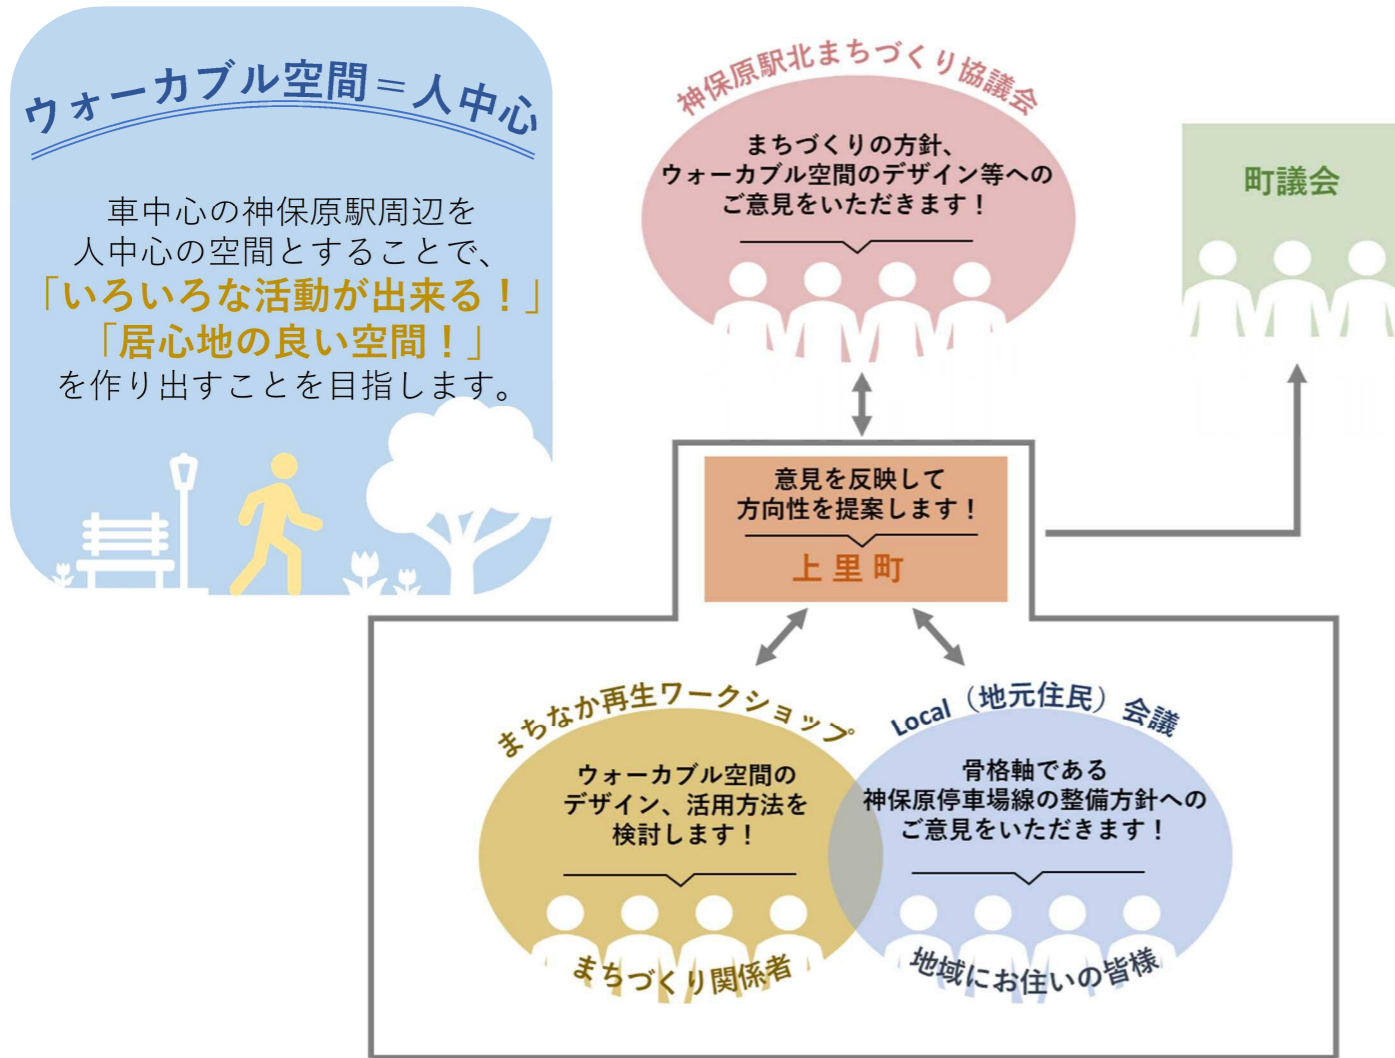 ウォーカブル空間＝人中心
車中心の神保原駅周辺を
人中心の空間とすることで、
「いろいろな活動が出来る！」
「居心地の良い空間！」
を作り出すことを目指します。
神保原駅北まちづくり協議会
まちづくりの方針、
ウォーカブル空間のデザイン等への
ご意見をいただきます！
町議会
意見を反映して
方向性を提案します！
上里町
まちなか再生ワークショップ
ウォーカブル空間の
デザイン、活用方法を
検討します！
まちづくり関係者
Local（地元住民）会議
骨格軸である
神保原停車場線の整備方針への
ご意見をいただきます！
地域にお住いの皆様